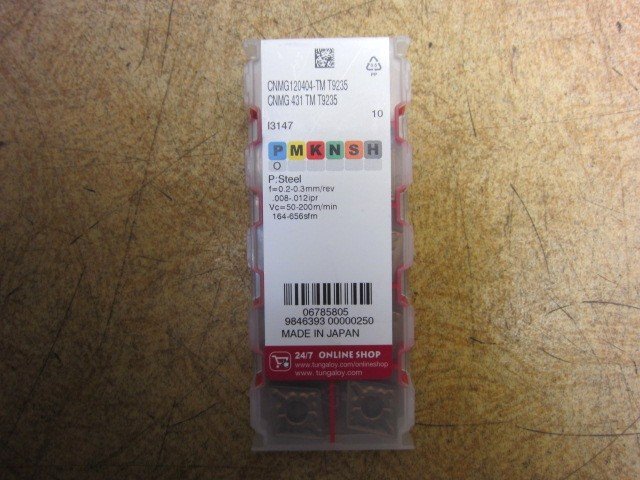 CNMG120404-TM T9235
CNMG 431 TM T9235
I3147 10
P M K N S H
O
P:Steel
f=0.2-0.3mm/rev
.008-.012ipr
Vc=50-200m/min
164-656sfm
06785805
9846393 00000250
MADE IN JAPAN
24/7 ONLINE SHOP
www.tungaloy.com/onlineshop
www.tungaloy.com
PP